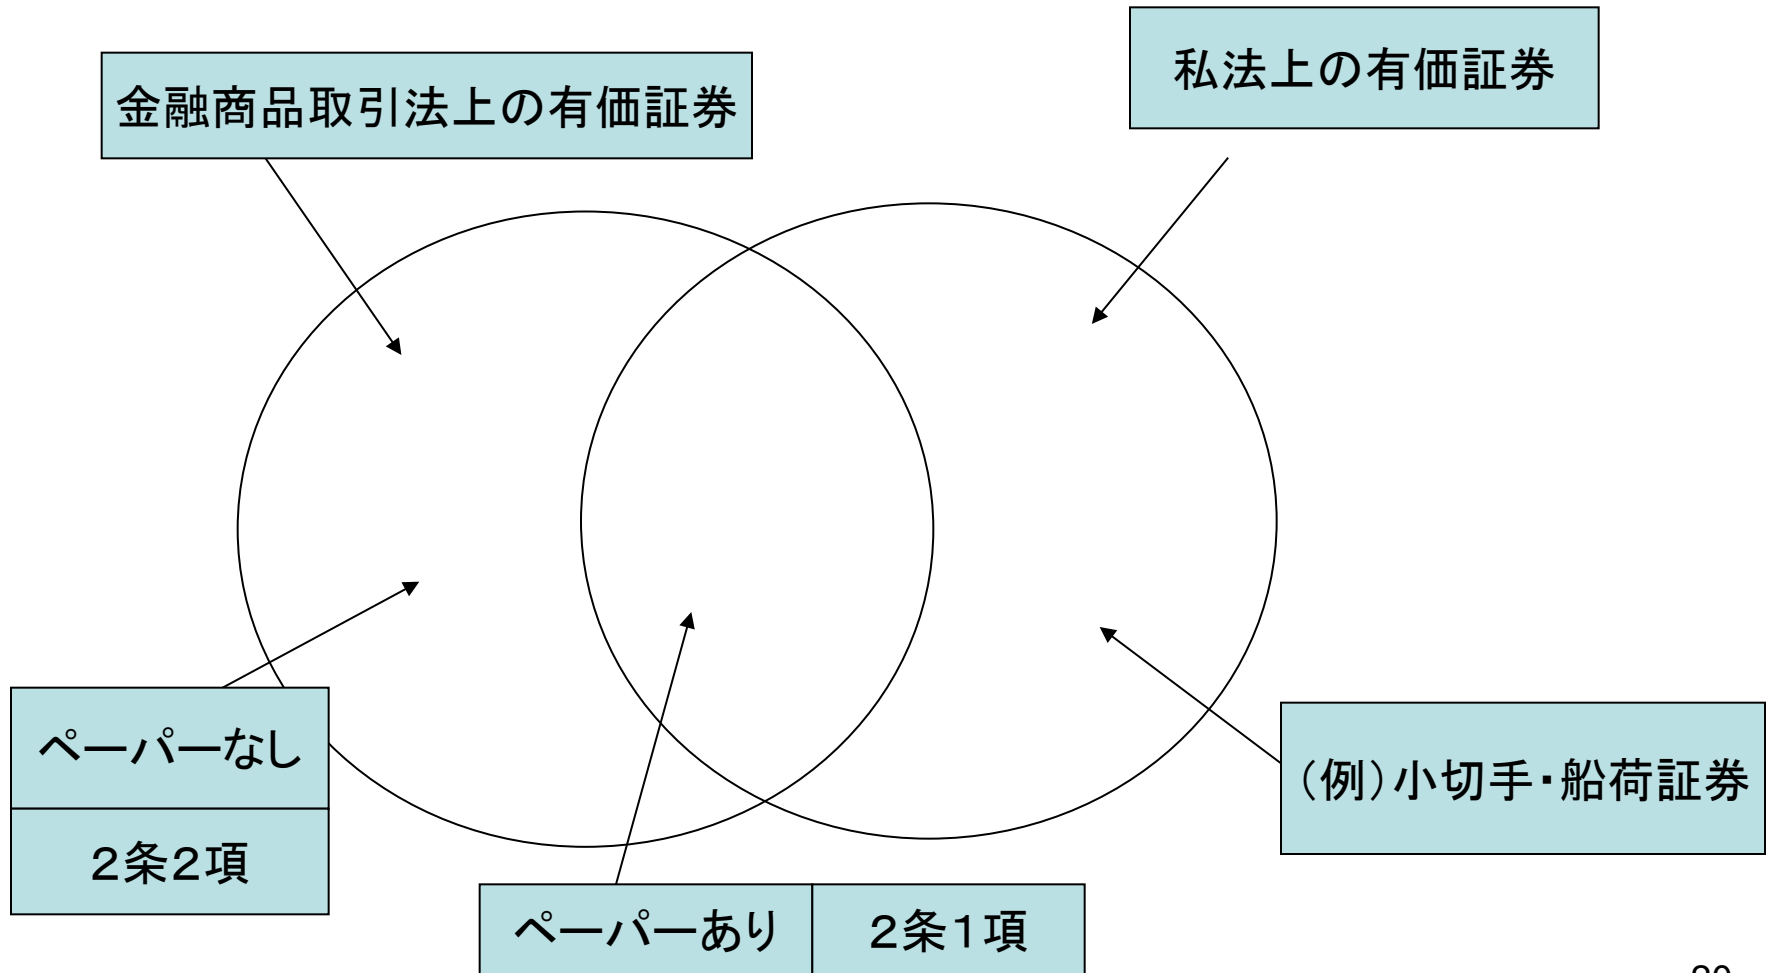 金融商品取引法上の有価証券
私法上の有価証券
ペーパーなし
２条２項
（例）小切手・船荷証券
ペーパーあり
２条１項